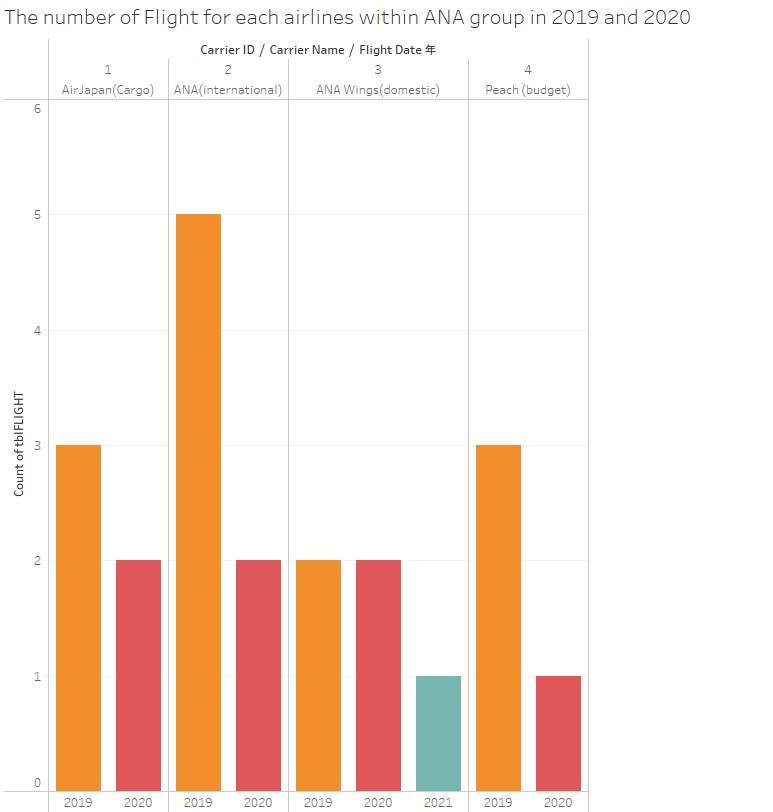 The number of Flight for each airlines within ANA group in 2019 and 2020
Carrier ID / Carrier Name / Flight Date 年
1 2 3 4
AirJapan(Cargo) ANA(international) ANA Wings(domestic) Peach (budget)
6
5
4
3
2
1
0
Count of tblFLIGHT
2019 2020 2019 2020 2019 2020 2021 2019 2020